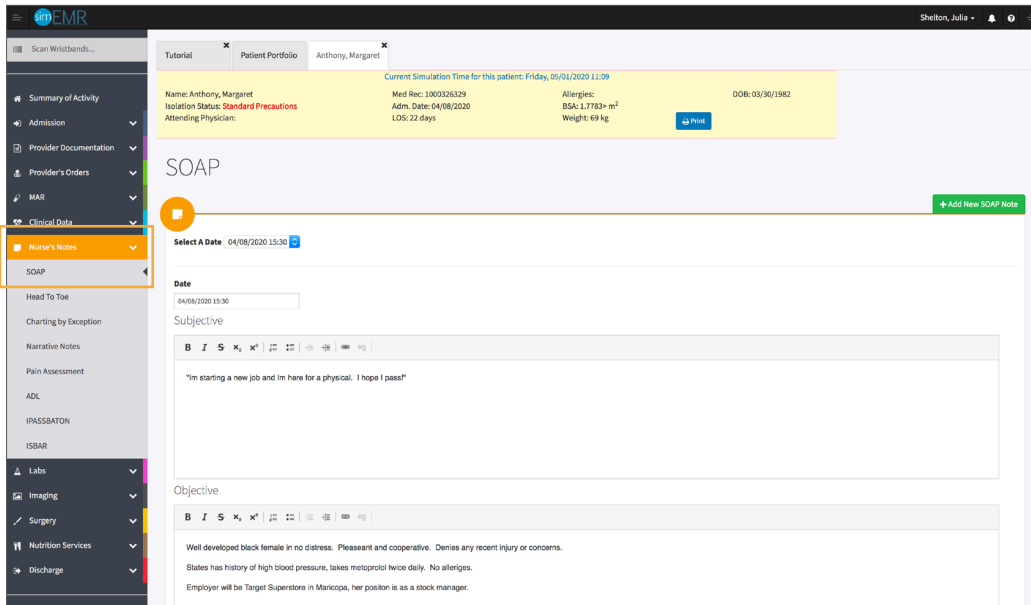 simEMR
Shelton, Julia
Scan Wristbands...
Summary of Activity
Admission
Provider Documentation
Provider's Orders
MAR
Clinical Data
Nurse's Notes
SOAP
Head To Toe
Charting by Exception
Narrative Notes
Pain Assessment
ADL
IPASSBATON
ISBAR
Labs
Imaging
Surgery
Nutrition Services
Discharge
Tutorial
Patient Portfolio
Anthony, Margaret
Current Simulation Time for this patient: Friday, 05/01/2020 11:09
Name: Anthony, Margaret
Isolation Status: Standard Precautions
Attending Physician:
Med Rec: 1000326329
Adm. Date: 04/08/2020
LOS: 22 days
Allergies:
BSA: 1.7783> m²
Weight: 69 kg
DOB: 03/30/1982
Print
SOAP
+ Add New SOAP Note
Select A Date 04/08/2020 15:30
Date
04/08/2020 15:30
Subjective
B I S x₂ x²
"Im starting a new job and Im here for a physical. I hope I pass!"
Objective
B I S x₂ x²
Well developed black female in no distress. Pleaseant and cooperative. Denies any recent injury or concerns.
States has history of high blood pressure, takes metoprolol twice daily. No alleriges.
Employer will be Target Superstore in Maricopa, her positon is as a stock manager.